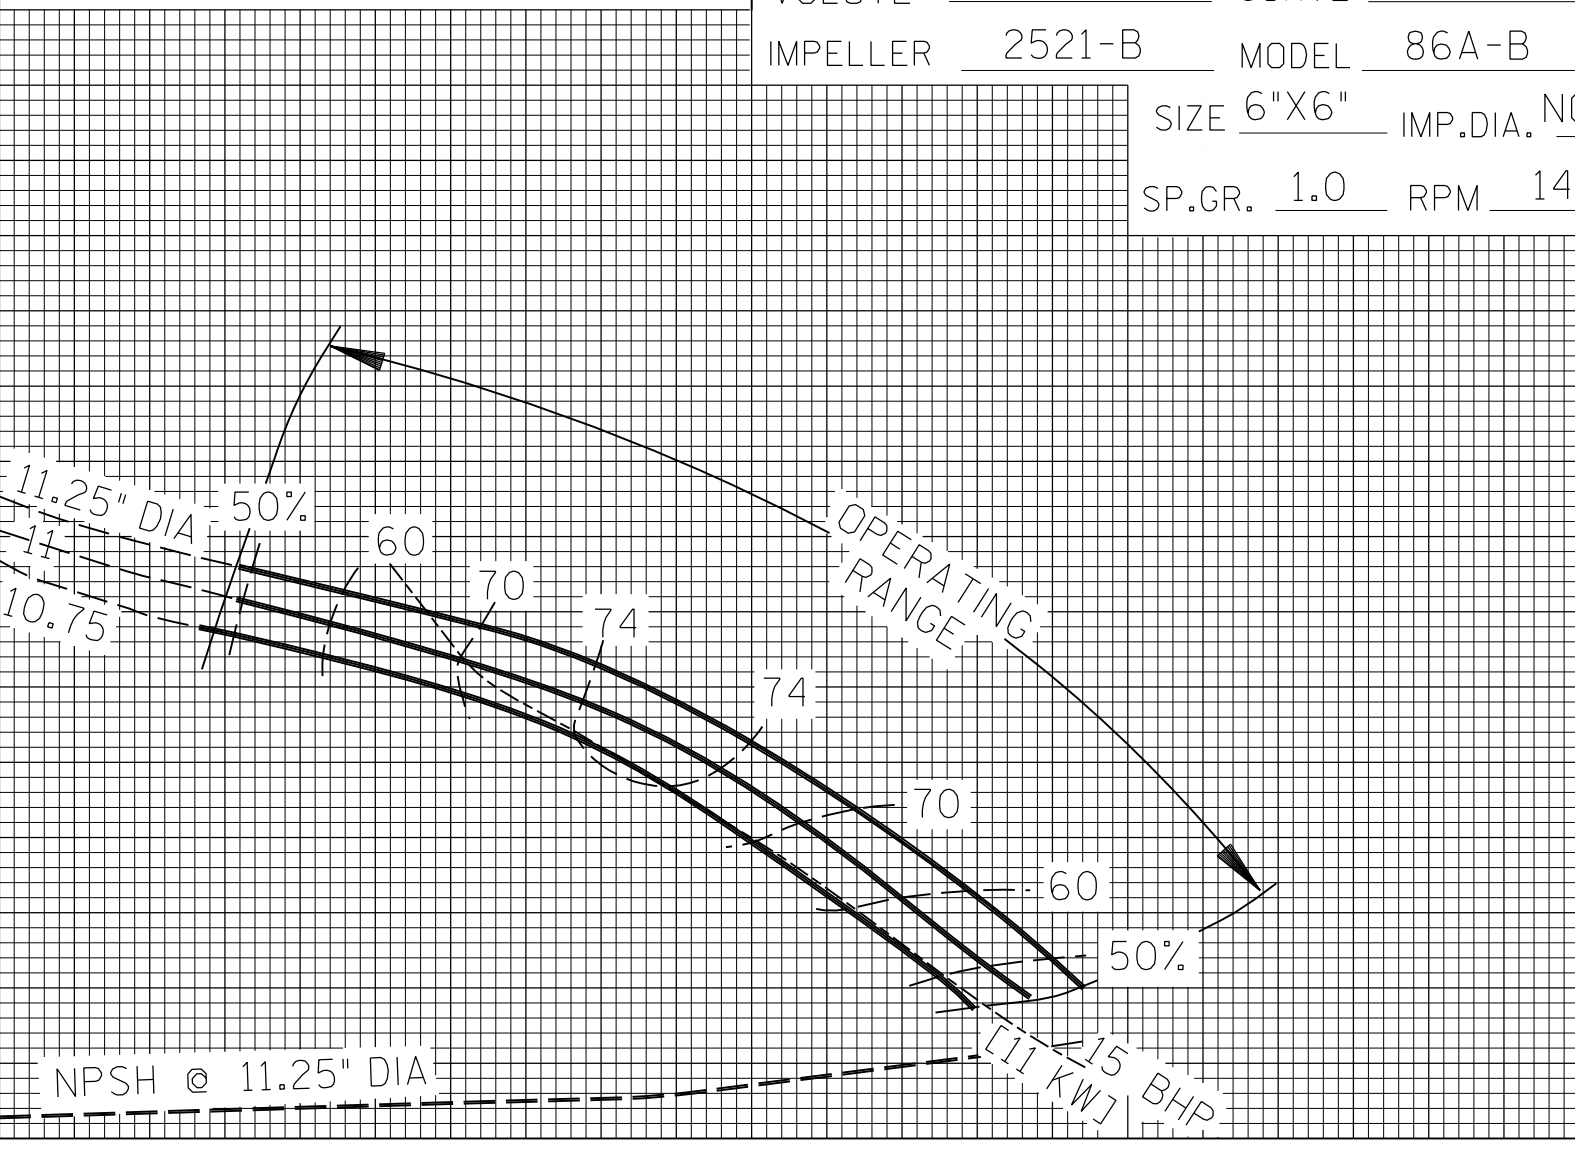 IMPELLER 2521-B MODEL 86A-B
SIZE 6"X6" IMP.DIA.
SP.GR. 1.0 RPM 14
11.25" DIA
11
10.75
50%
60
70
74
74
70
60
50%
OPERATING
RANGE
15 BHP
[11 KW]
NPSH @ 11.25" DIA